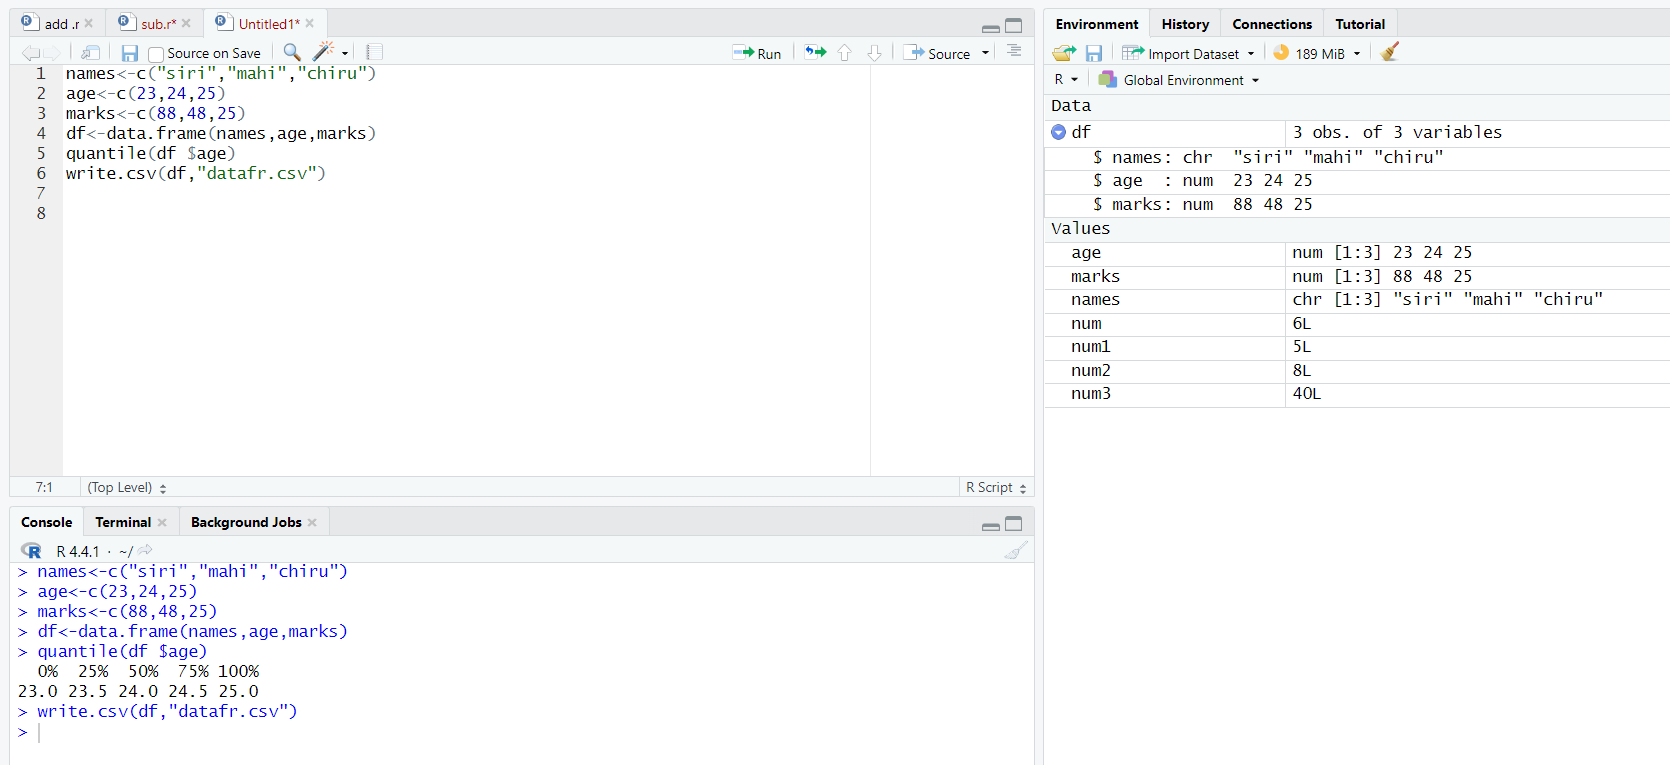 add .r
sub.r*
Untitled1*
Source on Save
Run
Source
1 names<-c("siri","mahi","chiru")
2 age<-c(23,24,25)
3 marks<-c(88,48,25)
4 df<-data.frame(names,age,marks)
5 quantile(df $age)
6 write.csv(df,"datafr.csv")
7
8
7:1 (Top Level) R Script
Console Terminal Background Jobs
R 4.4.1 · ~/
> names<-c("siri","mahi","chiru")
> age<-c(23,24,25)
> marks<-c(88,48,25)
> df<-data.frame(names,age,marks)
> quantile(df $age)
0% 25% 50% 75% 100%
23.0 23.5 24.0 24.5 25.0
> write.csv(df,"datafr.csv")
>
Environment History Connections Tutorial
Import Dataset 189 MiB
R Global Environment
Data
df 3 obs. of 3 variables
$ names: chr "siri" "mahi" "chiru"
$ age : num 23 24 25
$ marks: num 88 48 25
Values
age num [1:3] 23 24 25
marks num [1:3] 88 48 25
names chr [1:3] "siri" "mahi" "chiru"
num 6L
num1 5L
num2 8L
num3 40L